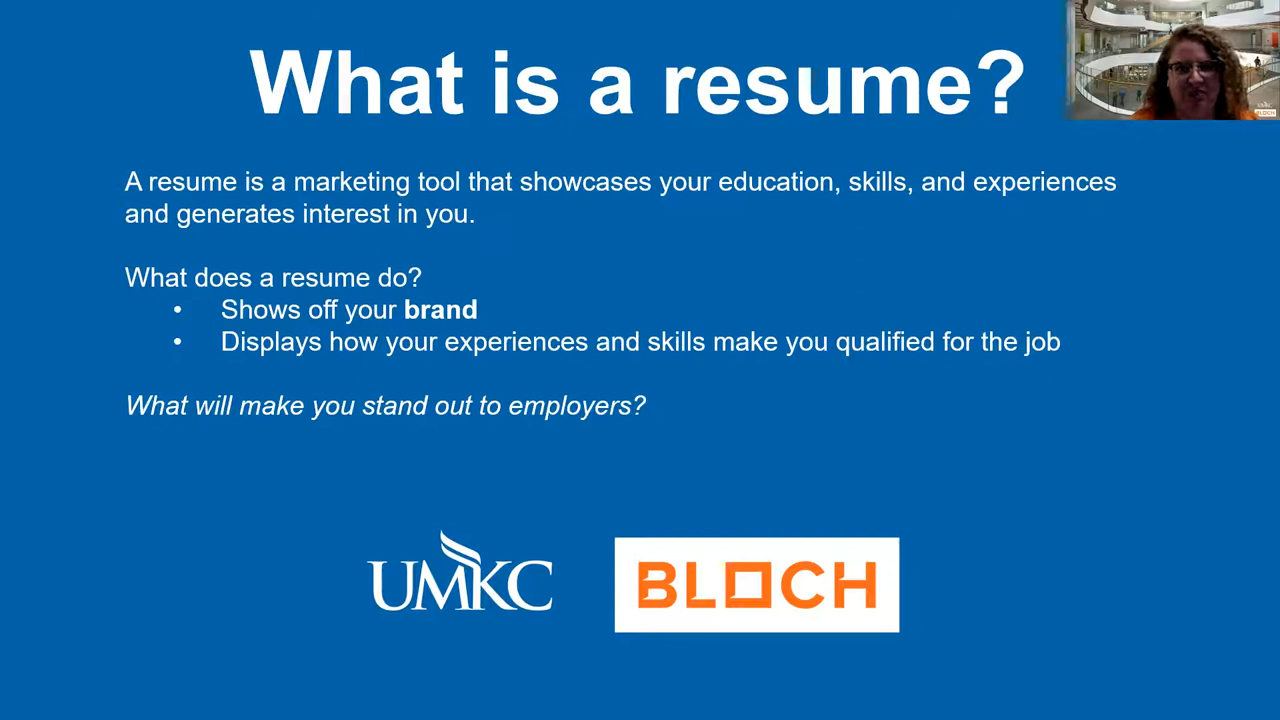 What is a resume?
A resume is a marketing tool that showcases your education, skills, and experiences
and generates interest in you.
What does a resume do?
• Shows off your brand
• Displays how your experiences and skills make you qualified for the job
What will make you stand out to employers?
UMKC
BLOCH
UMKC
BLOCH